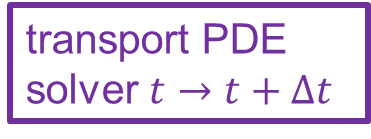 transport PDE
solver 𝑡 → 𝑡 + Δ𝑡